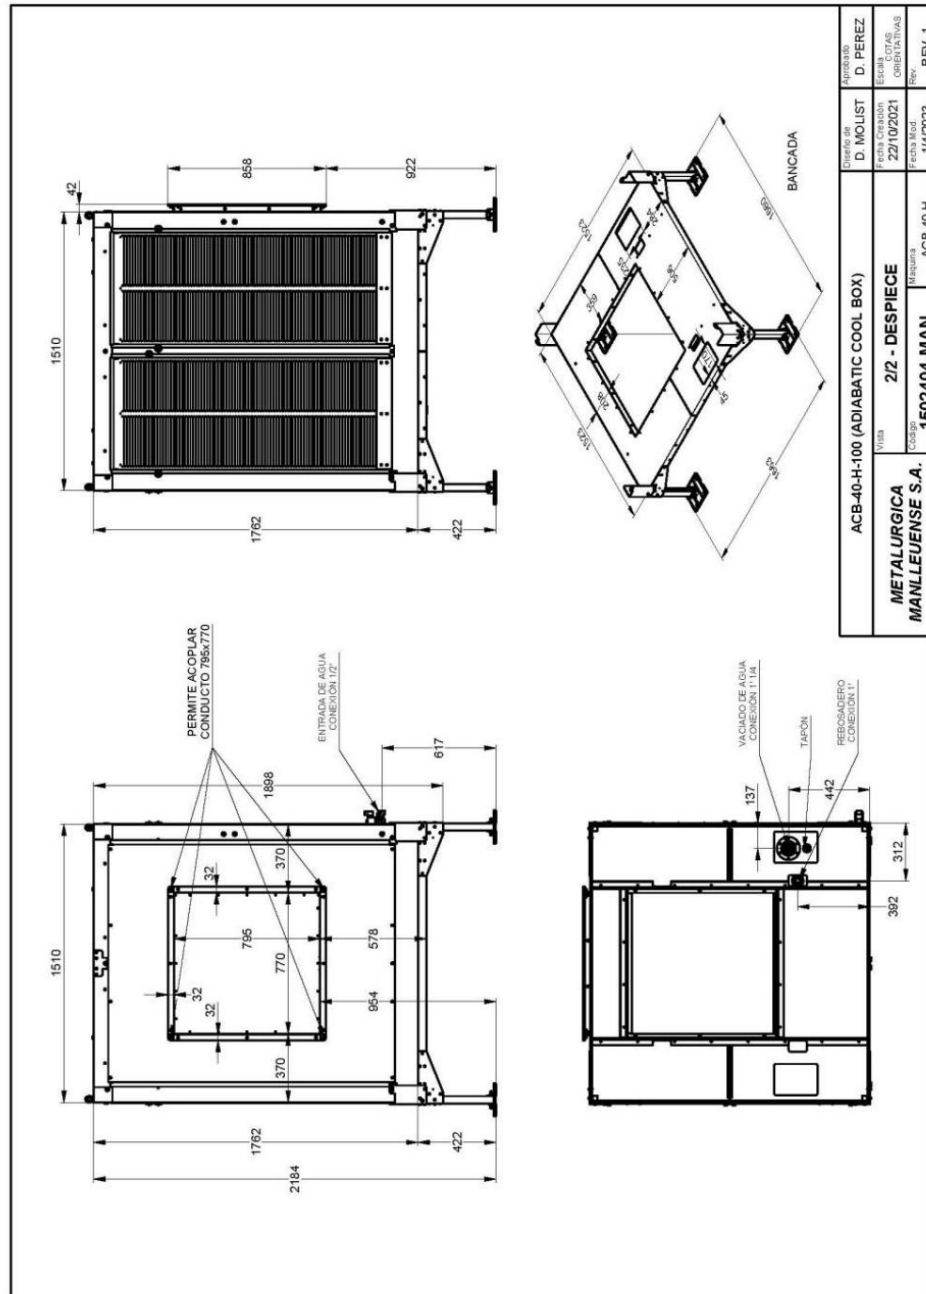 1510
42
858
922
1762
422
1523
1523
208
BANCADA
PERMITE ACOPLAR
CONDUCTO 795x770
ENTRADA DE AGUA
CONEXIÓN 1/2'
1510
1898
617
370
32
795
770
578
32
32
954
370
1762
422
2184
VACIADO DE AGUA
CONEXIÓN 1' 1/4
TAPÓN
REBOSADERO
CONEXIÓN 1'
137
442
312
392
ACB-40-H-100 (ADIABATIC COOL BOX)
Diseño de
D. MOLIST
Aprobado
D. PEREZ
METALURGICA
MANLLEUENSE S.A.
Vista
2/2 - DESPIECE
Fecha Creación
22/10/2021
Escala
COTAS
ORIENTATIVAS
Código
Maquina
ACB-40-H
Fecha Mod.
Rev.
REV. 1